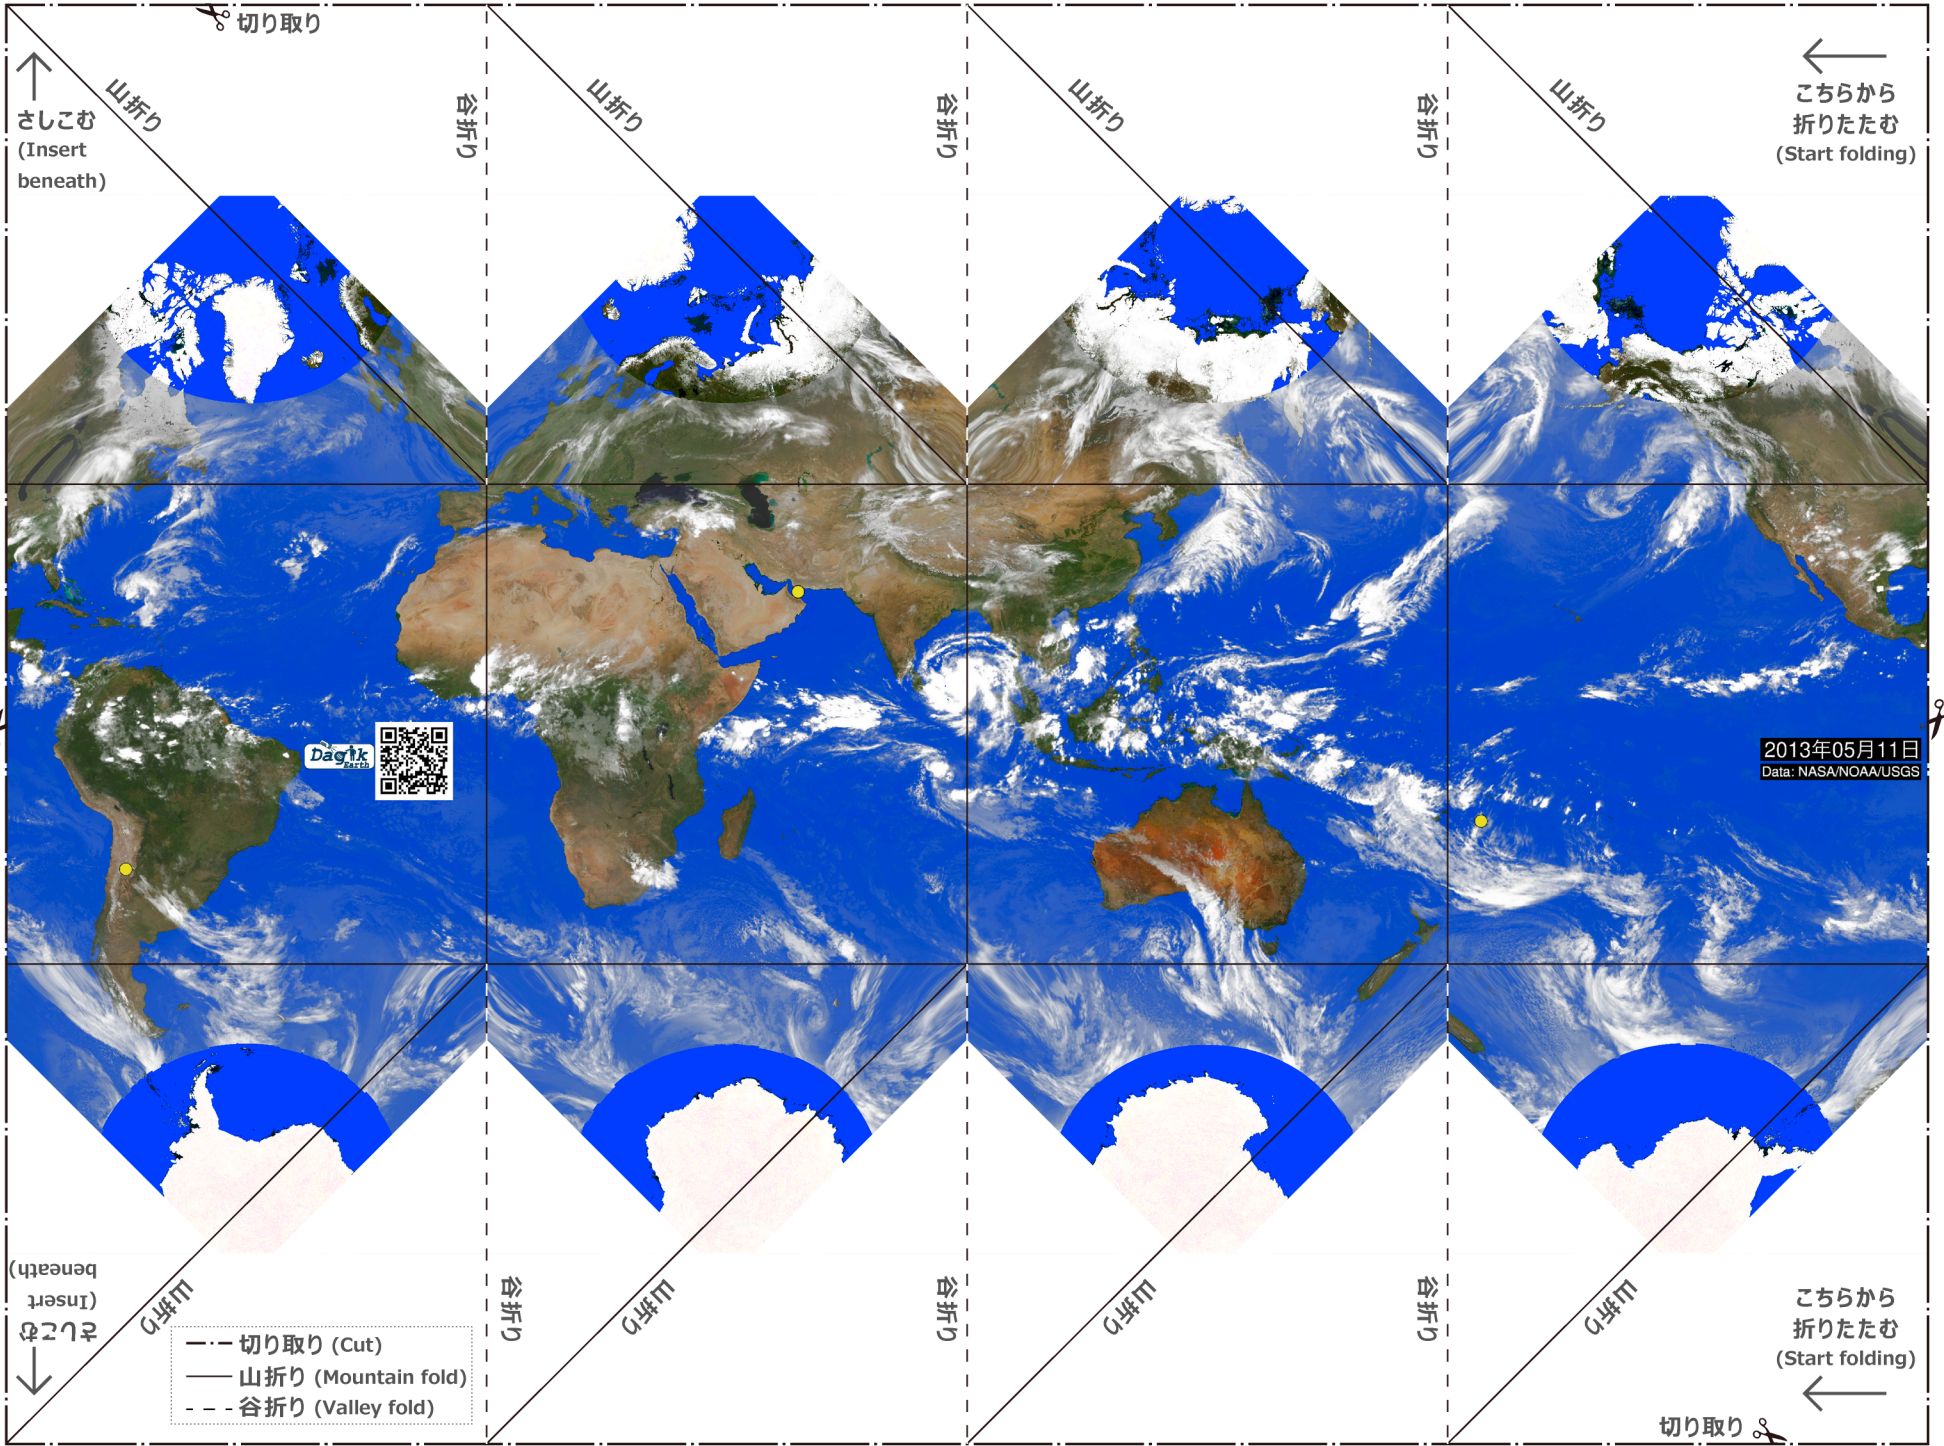 切り取り
山折り
谷折り
山折り
谷折り
山折り
谷折り
山折り
さしこむ
(Insert
beneath)
こちらから
折りたたむ
(Start folding)
Dagik
Earth
2013年05月11日
Data: NASA/NOAA/USGS
さしこむ
(Insert
beneath)
山折り
谷折り
山折り
谷折り
山折り
谷折り
山折り
切り取り (Cut)
山折り (Mountain fold)
谷折り (Valley fold)
こちらから
折りたたむ
(Start folding)
切り取り